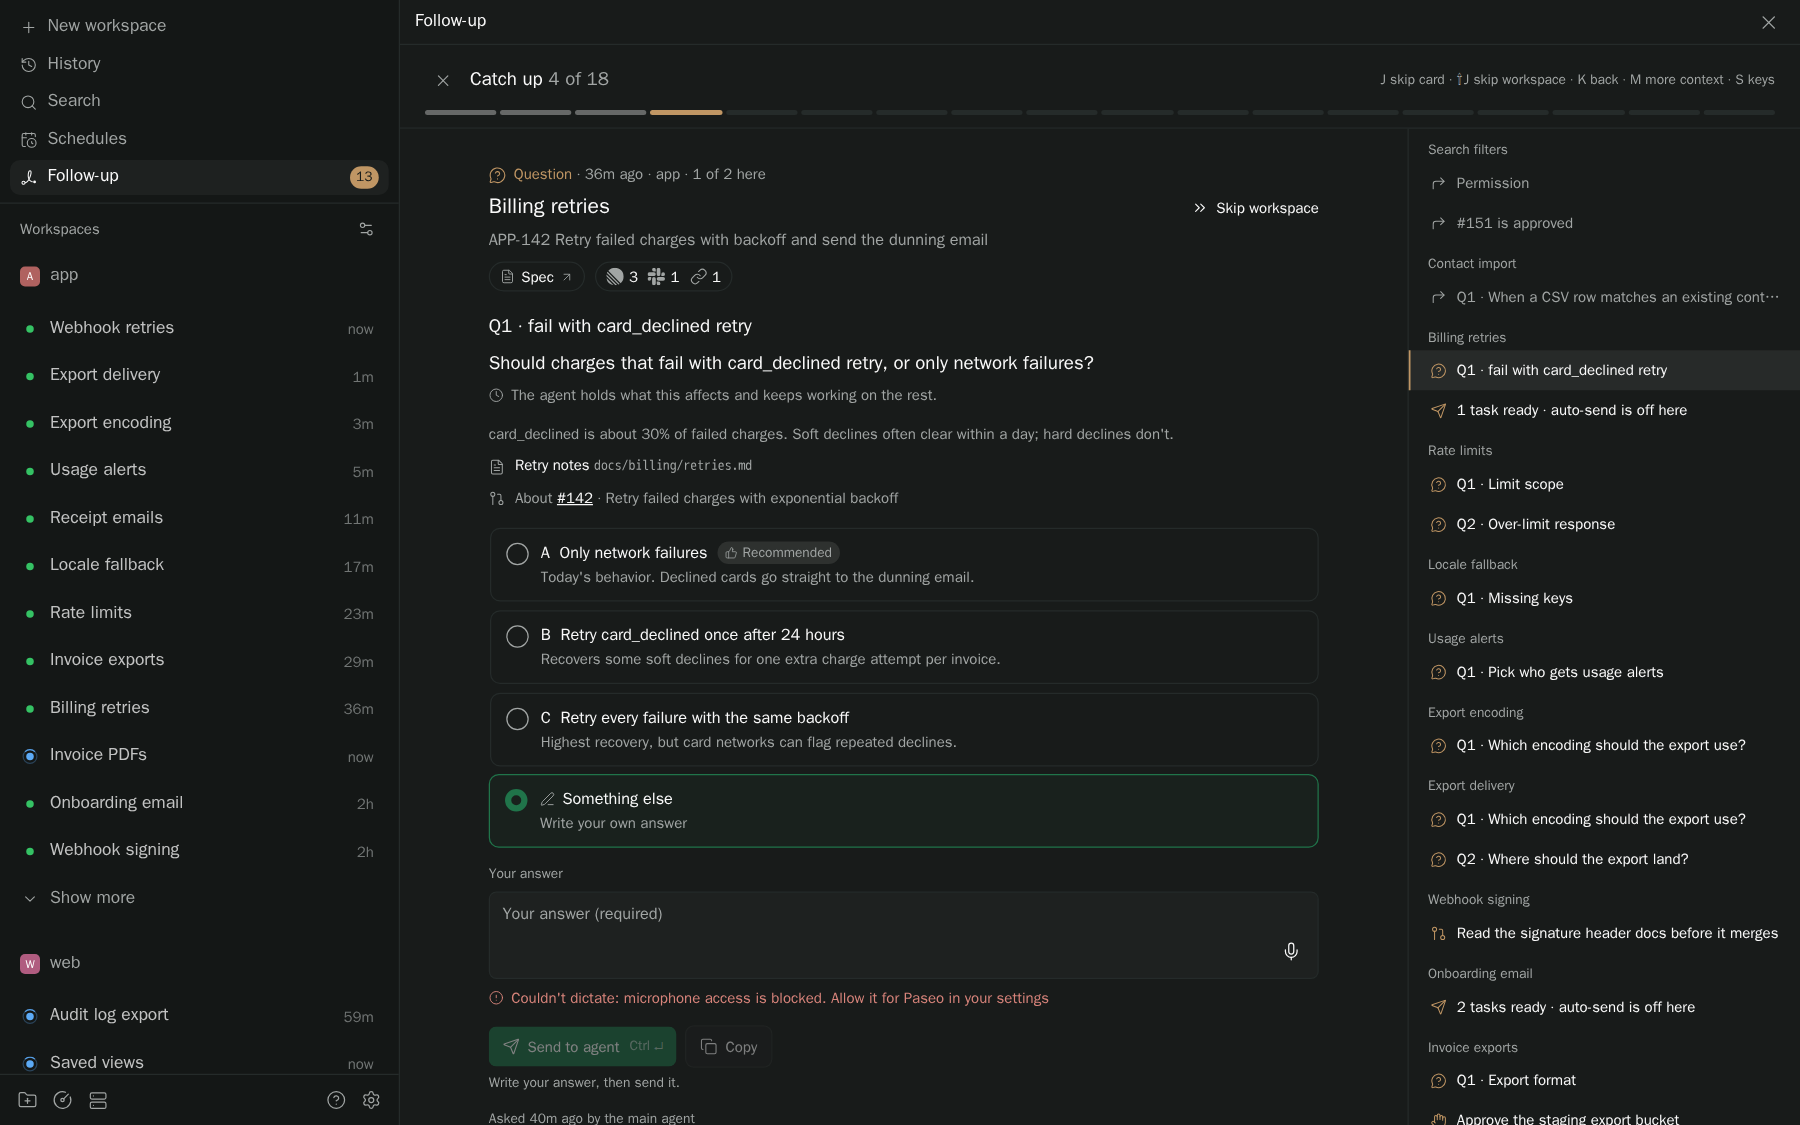 New workspace
History
Search
Schedules
Follow-up 13
Workspaces
A app
Webhook retries now
Export delivery 1m
Export encoding 3m
Usage alerts 5m
Receipt emails 11m
Locale fallback 17m
Rate limits 23m
Invoice exports 29m
Billing retries 36m
Invoice PDFs now
Onboarding email 2h
Webhook signing 2h
Show more
W web
Audit log export 59m
Saved views now
Follow-up
Catch up 4 of 18
J skip card · ⇧J skip workspace · K back · M more context · S keys
Question · 36m ago · app · 1 of 2 here
Billing retries
Skip workspace
APP-142 Retry failed charges with backoff and send the dunning email
Spec ↗ 3 1 1
Q1 · fail with card_declined retry
Should charges that fail with card_declined retry, or only network failures?
The agent holds what this affects and keeps working on the rest.
card_declined is about 30% of failed charges. Soft declines often clear within a day; hard declines don't.
Retry notes docs/billing/retries.md
About #142 · Retry failed charges with exponential backoff
A Only network failures Recommended
Today's behavior. Declined cards go straight to the dunning email.
B Retry card_declined once after 24 hours
Recovers some soft declines for one extra charge attempt per invoice.
C Retry every failure with the same backoff
Highest recovery, but card networks can flag repeated declines.
Something else
Write your own answer
Your answer
Your answer (required)
Couldn't dictate: microphone access is blocked. Allow it for Paseo in your settings
Send to agent Ctrl ↵ Copy
Write your answer, then send it.
Asked 40m ago by the main agent
Search filters
Permission
#151 is approved
Contact import
Q1 · When a CSV row matches an existing cont···
Billing retries
Q1 · fail with card_declined retry
1 task ready · auto-send is off here
Rate limits
Q1 · Limit scope
Q2 · Over-limit response
Locale fallback
Q1 · Missing keys
Usage alerts
Q1 · Pick who gets usage alerts
Export encoding
Q1 · Which encoding should the export use?
Export delivery
Q1 · Which encoding should the export use?
Q2 · Where should the export land?
Webhook signing
Read the signature header docs before it merges
Onboarding email
2 tasks ready · auto-send is off here
Invoice exports
Q1 · Export format
Approve the staging export bucket